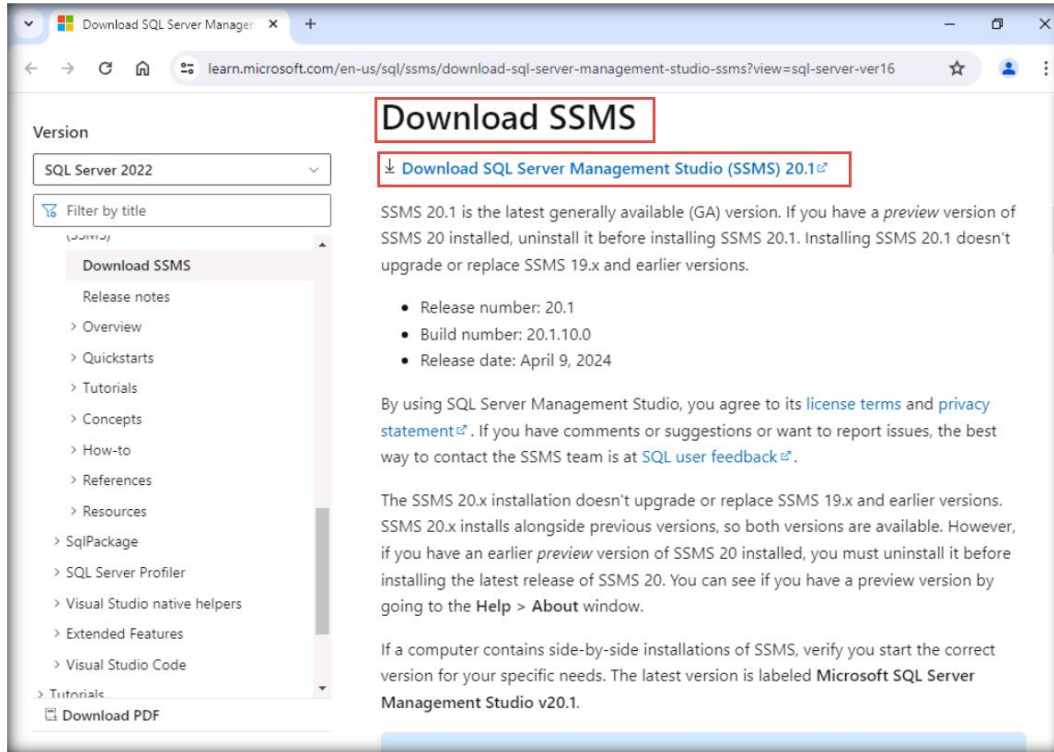 Download SQL Server Manager
learn.microsoft.com/en-us/sql/ssms/download-sql-server-management-studio-ssms?view=sql-server-ver16
Version
SQL Server 2022
Filter by title
(SSMS)
Download SSMS
Release notes
Overview
Quickstarts
Tutorials
Concepts
How-to
References
Resources
SqlPackage
SQL Server Profiler
Visual Studio native helpers
Extended Features
Visual Studio Code
Tutorials
Download PDF
Download SSMS
Download SQL Server Management Studio (SSMS) 20.1
SSMS 20.1 is the latest generally available (GA) version. If you have a preview version of
SSMS 20 installed, uninstall it before installing SSMS 20.1. Installing SSMS 20.1 doesn't
upgrade or replace SSMS 19.x and earlier versions.
• Release number: 20.1
• Build number: 20.1.10.0
• Release date: April 9, 2024
By using SQL Server Management Studio, you agree to its license terms and privacy
statement. If you have comments or suggestions or want to report issues, the best
way to contact the SSMS team is at SQL user feedback.
The SSMS 20.x installation doesn't upgrade or replace SSMS 19.x and earlier versions.
SSMS 20.x installs alongside previous versions, so both versions are available. However,
if you have an earlier preview version of SSMS 20 installed, you must uninstall it before
installing the latest release of SSMS 20. You can see if you have a preview version by
going to the Help > About window.
If a computer contains side-by-side installations of SSMS, verify you start the correct
version for your specific needs. The latest version is labeled Microsoft SQL Server
Management Studio v20.1.